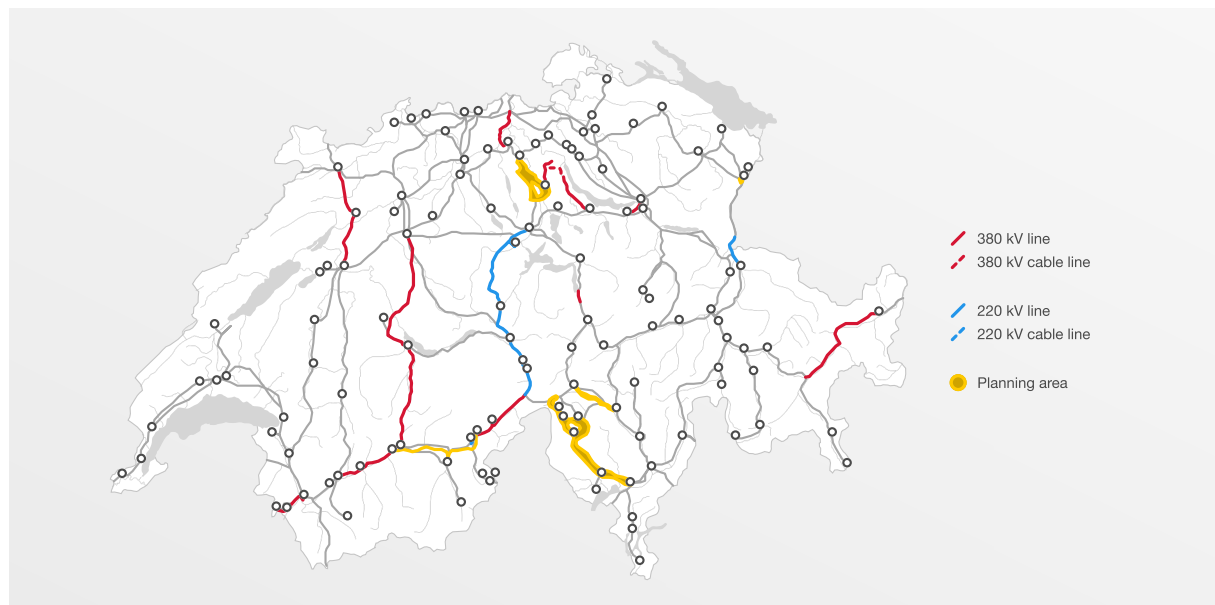 380 kV line
380 kV cable line
220 kV line
220 kV cable line
Planning area